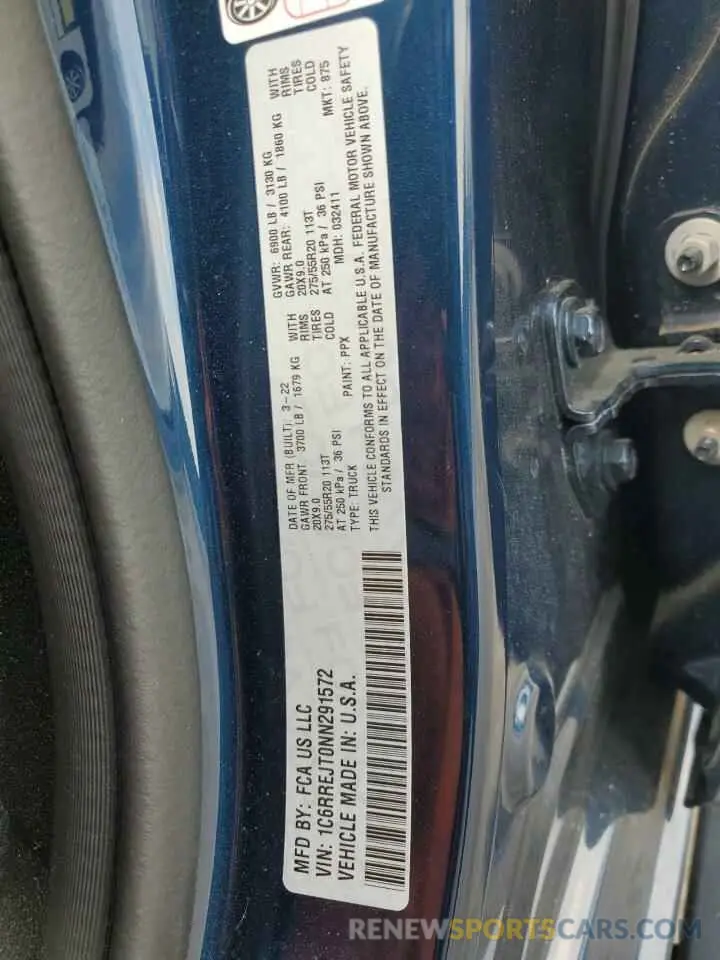 MFD BY: FCA US LLC
VIN: 1C6RREJT0NN291572
VEHICLE MADE IN: U.S.A.
DATE OF MFR (BUILT): 3-22
GAWR FRONT: 3700 LB / 1679 KG WITH
20X9.0 RIMS
275/55R20 113T TIRES
AT 250 kPa / 36 PSI COLD
TYPE: TRUCK PAINT: PPX
GVWR: 6900 LB / 3130 KG
GAWR REAR: 4100 LB / 1860 KG WITH
20X9.0 RIMS
275/55R20 113T TIRES
AT 250 kPa / 36 PSI COLD
MDH: 032411 MKT: 875
THIS VEHICLE CONFORMS TO ALL APPLICABLE U.S.A. FEDERAL MOTOR VEHICLE SAFETY
STANDARDS IN EFFECT ON THE DATE OF MANUFACTURE SHOWN ABOVE.
RENEWSPORTSCARS.COM